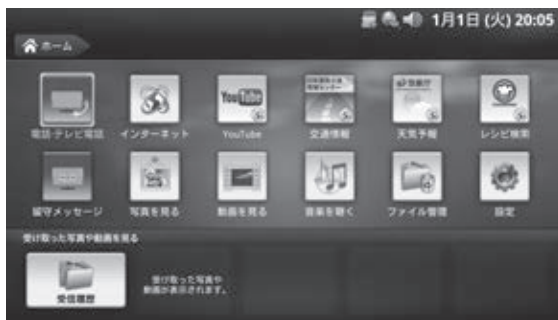 1月1日 (火) 20:05
ホーム
YouTube
電話・テレビ電話 インターネット YouTube 交通情報 天気予報 レシピ検索
留守メッセージ 写真を見る 動画を見る 音楽を聴く ファイル管理 設定
受け取った写真や動画を見る
受信履歴
受け取った写真や
動画が表示されます。